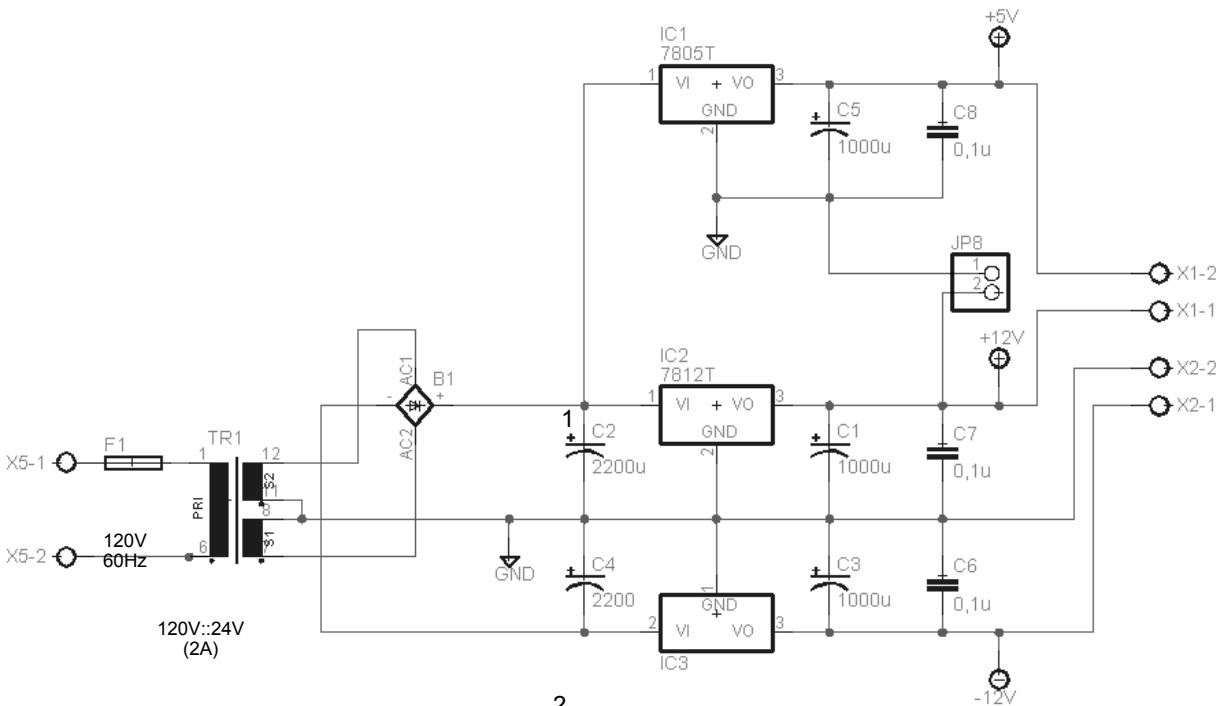 +5V
IC1
7805T
1
VI + VO
3
GND
2
+
C5
1000u
C8
0,1u
GND
JP8
1
2
X1-2
X1-1
+12V
X2-2
X2-1
IC2
7812T
1
VI + VO
3
GND
2
AC1
B1
-
+
AC2
1
+
C2
2200u
+
C1
1000u
C7
0,1u
F1
TR1
X5-1
1
12
S2
11
PRI
8
S1
6
X5-2
120V
60Hz
120V::24V
(2A)
GND
+
C4
2200
+
C3
1000u
C6
0,1u
1
GND
+
2
VI VO
3
IC3
-12V
2